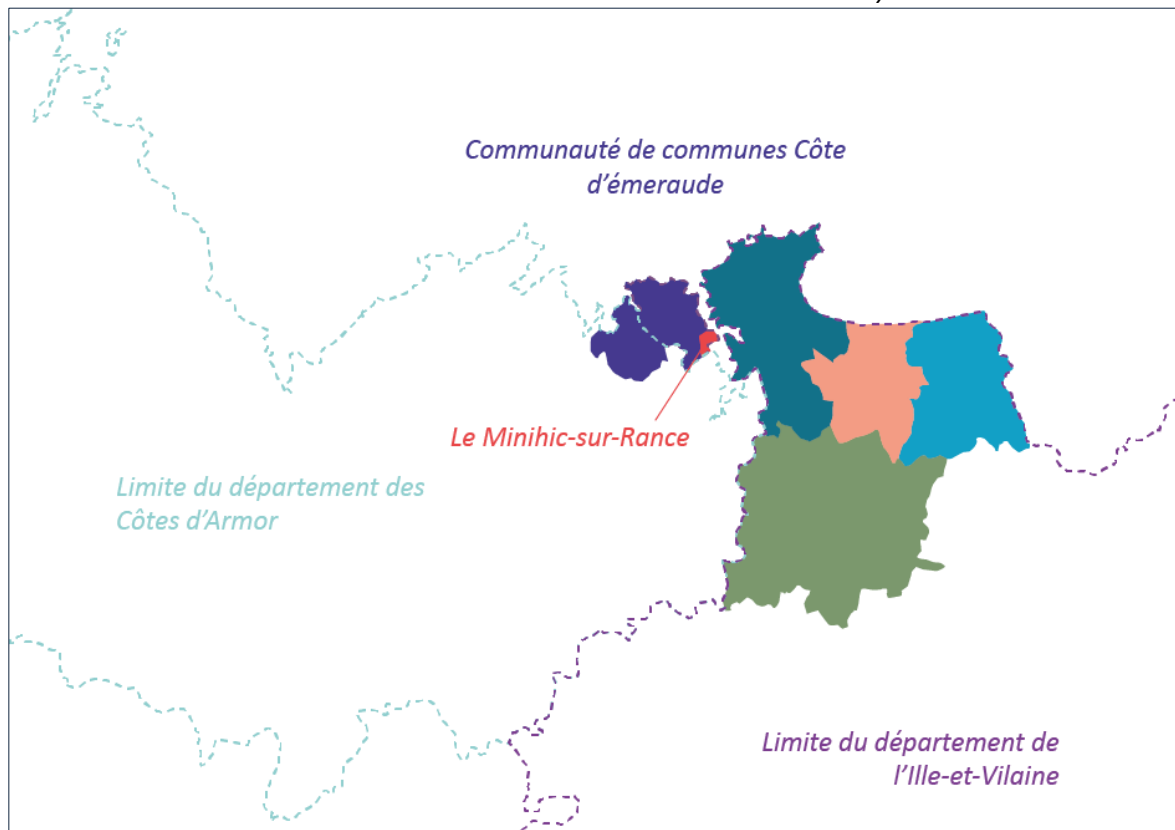 Communauté de communes Côte
d'émeraude
Le Minihic-sur-Rance
Limite du département des
Côtes d'Armor
Limite du département de
l'Ille-et-Vilaine